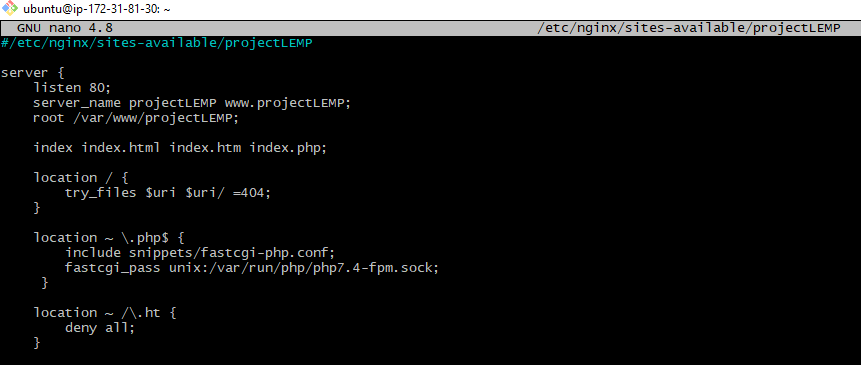 ubuntu@ip-172-31-81-30: ~
GNU nano 4.8 /etc/nginx/sites-available/projectLEMP
#/etc/nginx/sites-available/projectLEMP
server {
    listen 80;
    server_name projectLEMP www.projectLEMP;
    root /var/www/projectLEMP;
    index index.html index.htm index.php;
    location / {
        try_files $uri $uri/ =404;
    }
    location ~ \.php$ {
        include snippets/fastcgi-php.conf;
        fastcgi_pass unix:/var/run/php/php7.4-fpm.sock;
     }
    location ~ /\.ht {
        deny all;
    }